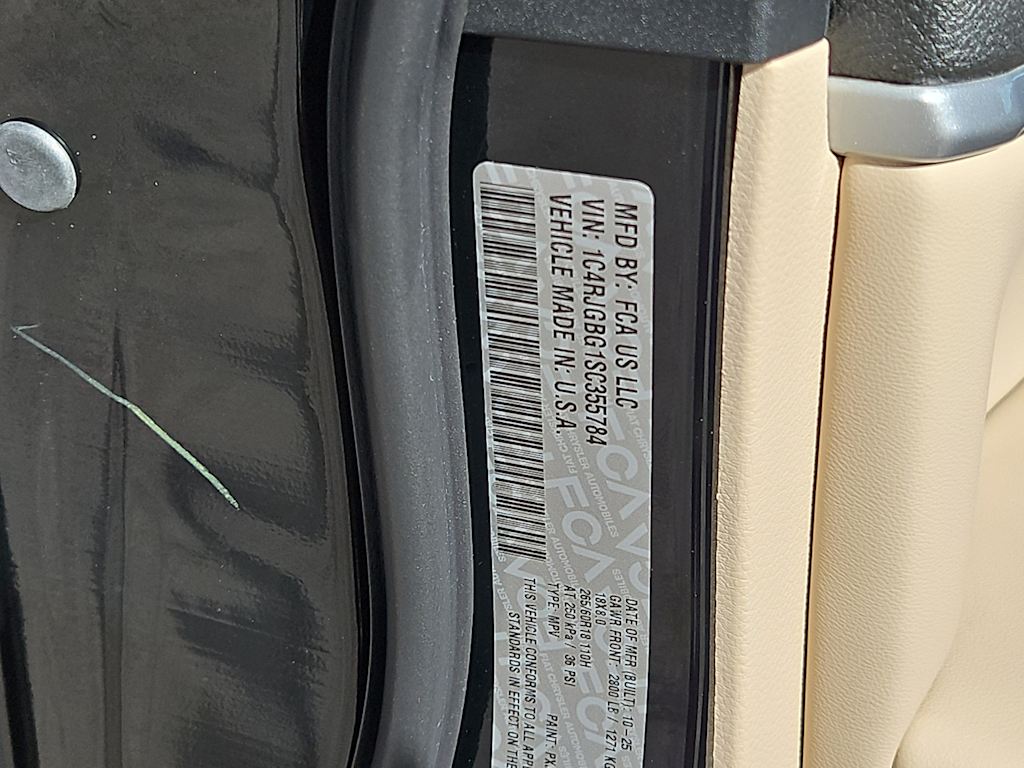 MFD BY: FCA US LLC
VIN: 1C4RJGBG1SC355784
VEHICLE MADE IN: U.S.A.
DATE OF MFR (BUILT): 10-25
GAWR FRONT: 2800 LB / 1271 KG
18X8.0
265/60R18 110H
AT 250 kPa / 36 PSI
TYPE: MPV PAINT: PX
THIS VEHICLE CONFORMS TO ALL APPL
STANDARDS IN EFFECT ON THE